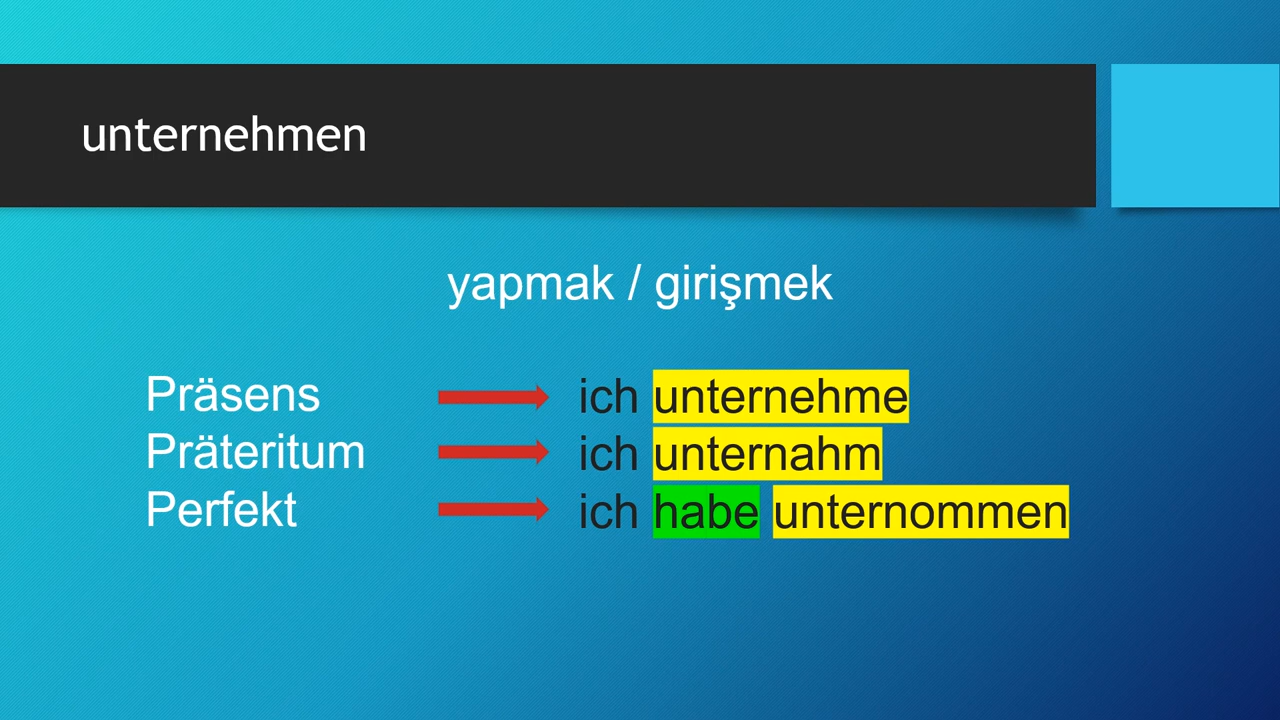 unternehmen
yapmak / girişmek
Präsens ich unternehme
Präteritum ich unternahm
Perfekt ich habe unternommen